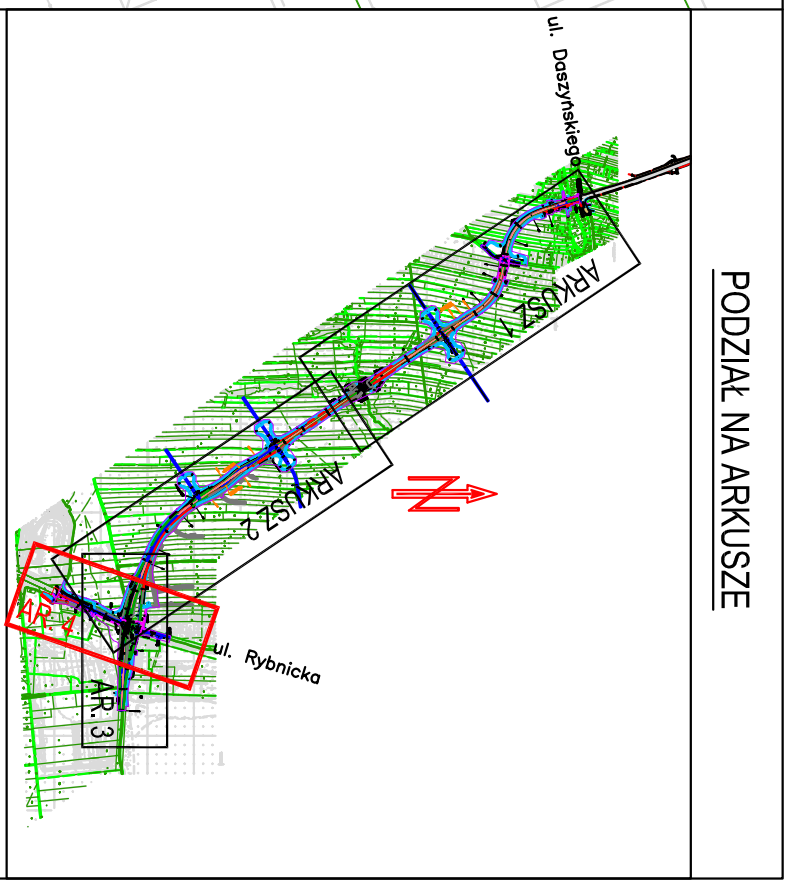 PODZIAŁ NA ARKUSZE
ul. Daszyńskiego
ARKUSZ 1
ARKUSZ 2
ul. Rybnicka
AR. 4
AR. 3